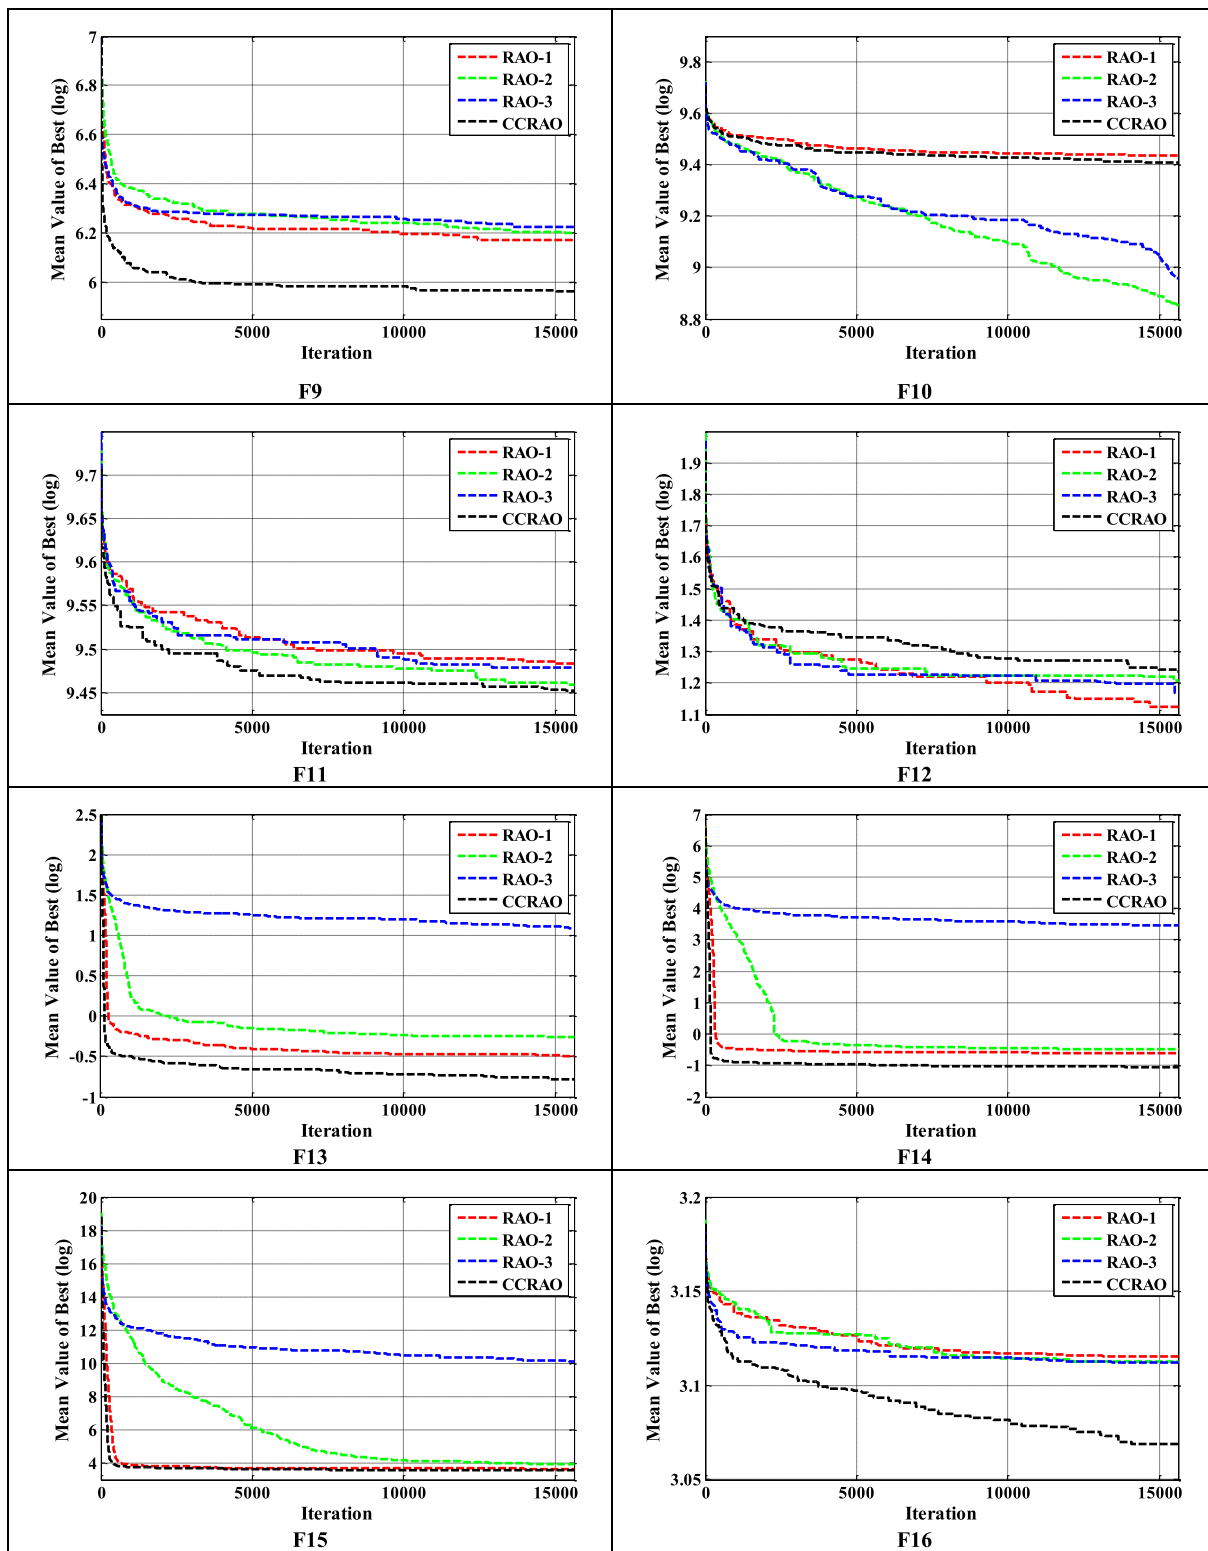 7
6.8
6.6
6.4
6.2
6
0
5000
10000
15000
Mean Value of Best (log)
Iteration
RAO-1
RAO-2
RAO-3
CCRAO
F9
9.8
9.6
9.4
9.2
9
8.8
0
5000
10000
15000
Mean Value of Best (log)
Iteration
RAO-1
RAO-2
RAO-3
CCRAO
F10
9.7
9.65
9.6
9.55
9.5
9.45
0
5000
10000
15000
Mean Value of Best (log)
Iteration
RAO-1
RAO-2
RAO-3
CCRAO
F11
1.9
1.8
1.7
1.6
1.5
1.4
1.3
1.2
1.1
0
5000
10000
15000
Mean Value of Best (log)
Iteration
RAO-1
RAO-2
RAO-3
CCRAO
F12
2.5
2
1.5
1
0.5
0
-0.5
-1
0
5000
10000
15000
Mean Value of Best (log)
Iteration
RAO-1
RAO-2
RAO-3
CCRAO
F13
7
6
5
4
3
2
1
0
-1
-2
0
5000
10000
15000
Mean Value of Best (log)
Iteration
RAO-1
RAO-2
RAO-3
CCRAO
F14
20
18
16
14
12
10
8
6
4
0
5000
10000
15000
Mean Value of Best (log)
Iteration
RAO-1
RAO-2
RAO-3
CCRAO
F15
3.2
3.15
3.1
3.05
0
5000
10000
15000
Mean Value of Best (log)
Iteration
RAO-1
RAO-2
RAO-3
CCRAO
F16